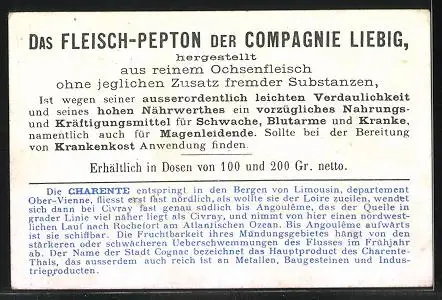 DAS FLEISCH-PEPTON DER COMPAGNIE LIEBIG,
hergestellt
aus reinem Ochsenfleisch
ohne jeglichen Zusatz fremder Substanzen,
Ist wegen seiner ausserordentlich leichten Verdaulichkeit
und seines hohen Nährwerthes ein vorzügliches Nahrungs-
und Kräftigungsmittel für Schwache, Blutarme und Kranke,
namentlich auch für Magenleidende. Sollte bei der Bereitung
von Krankenkost Anwendung finden.
Erhältlich in Dosen von 100 und 200 Gr. netto.
Die CHARENTE entspringt in den Bergen von Limousin, departement
Ober-Vienne, fliesst erst fast nördlich, als wollte sie der Loire zueilen, wendet
sich dann bei Civray fast genau südlich bis Angoulême, das der Quelle in
grader Linie viel näher liegt als Civray, und nimmt von hier einen nordwest-
lichen Lauf nach Rochefort am Atlantischen Ozean. Bis Angoulême aufwärts
ist sie schiffbar. Die Fruchtbarkeit ihres Mündungsgebietes hängt von den
stärkeren oder schwächeren Ueberschwemmungen des Flusses im Frühjahr
ab. Der Name der Stadt Cognac bezeichnet das Hauptproduct des Charente-
Thals, das ausserdem auch reich ist an Metallen, Baugesteinen und Indus-
trieproducten.